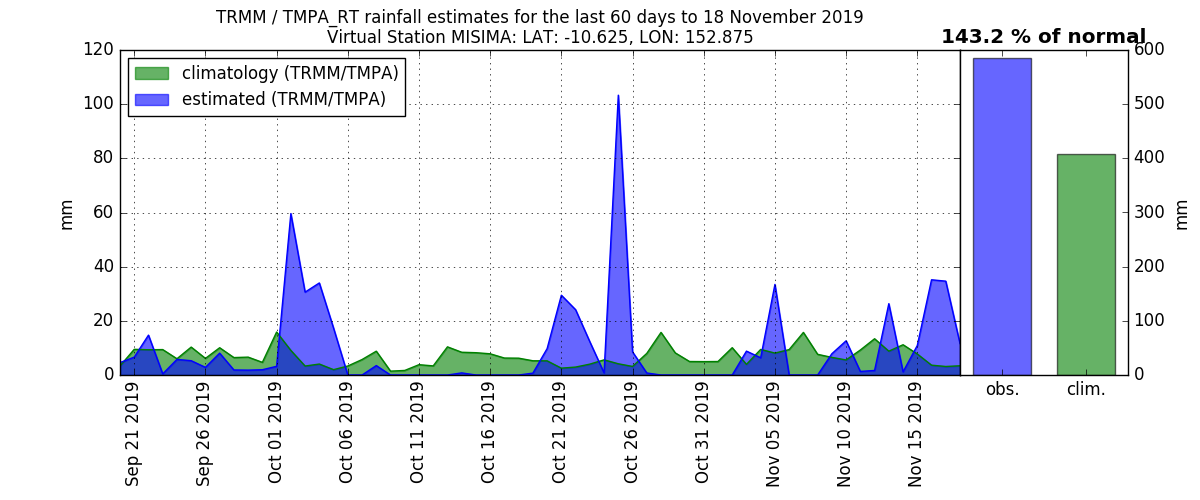 TRMM / TMPA_RT rainfall estimates for the last 60 days to 18 November 2019
Virtual Station MISIMA: LAT: -10.625, LON: 152.875
143.2 % of normal
climatology (TRMM/TMPA)
estimated (TRMM/TMPA)
mm
120
100
80
60
40
20
0
Sep 21 2019
Sep 26 2019
Oct 01 2019
Oct 06 2019
Oct 11 2019
Oct 16 2019
Oct 21 2019
Oct 26 2019
Oct 31 2019
Nov 05 2019
Nov 10 2019
Nov 15 2019
600
500
400
300
200
100
0
mm
obs.
clim.